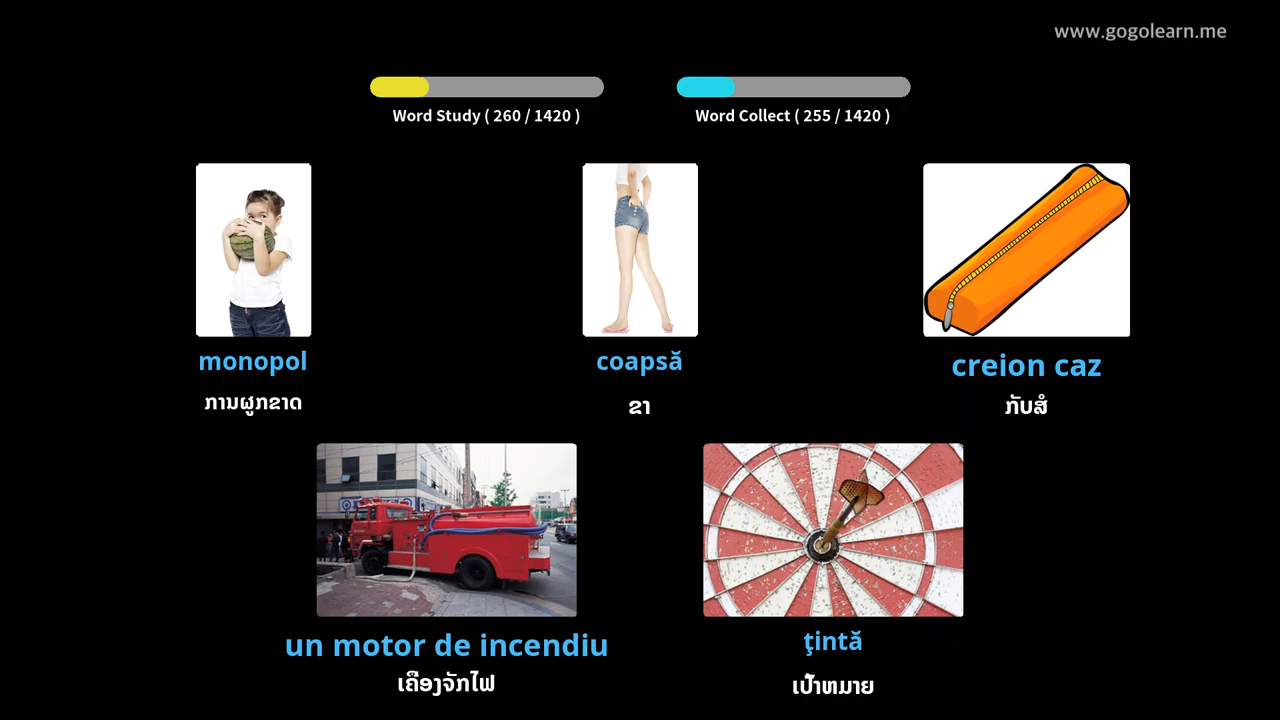 www.gogolearn.me
Word Study ( 260 / 1420 )
Word Collect ( 255 / 1420 )
monopol
ການຜູກຂາດ
coapsă
ຂາ
creion caz
ກັບສໍ
un motor de incendiu
ເຄືອງຈັກໄຟ
ţintă
ເປົ້າຫມາຍ